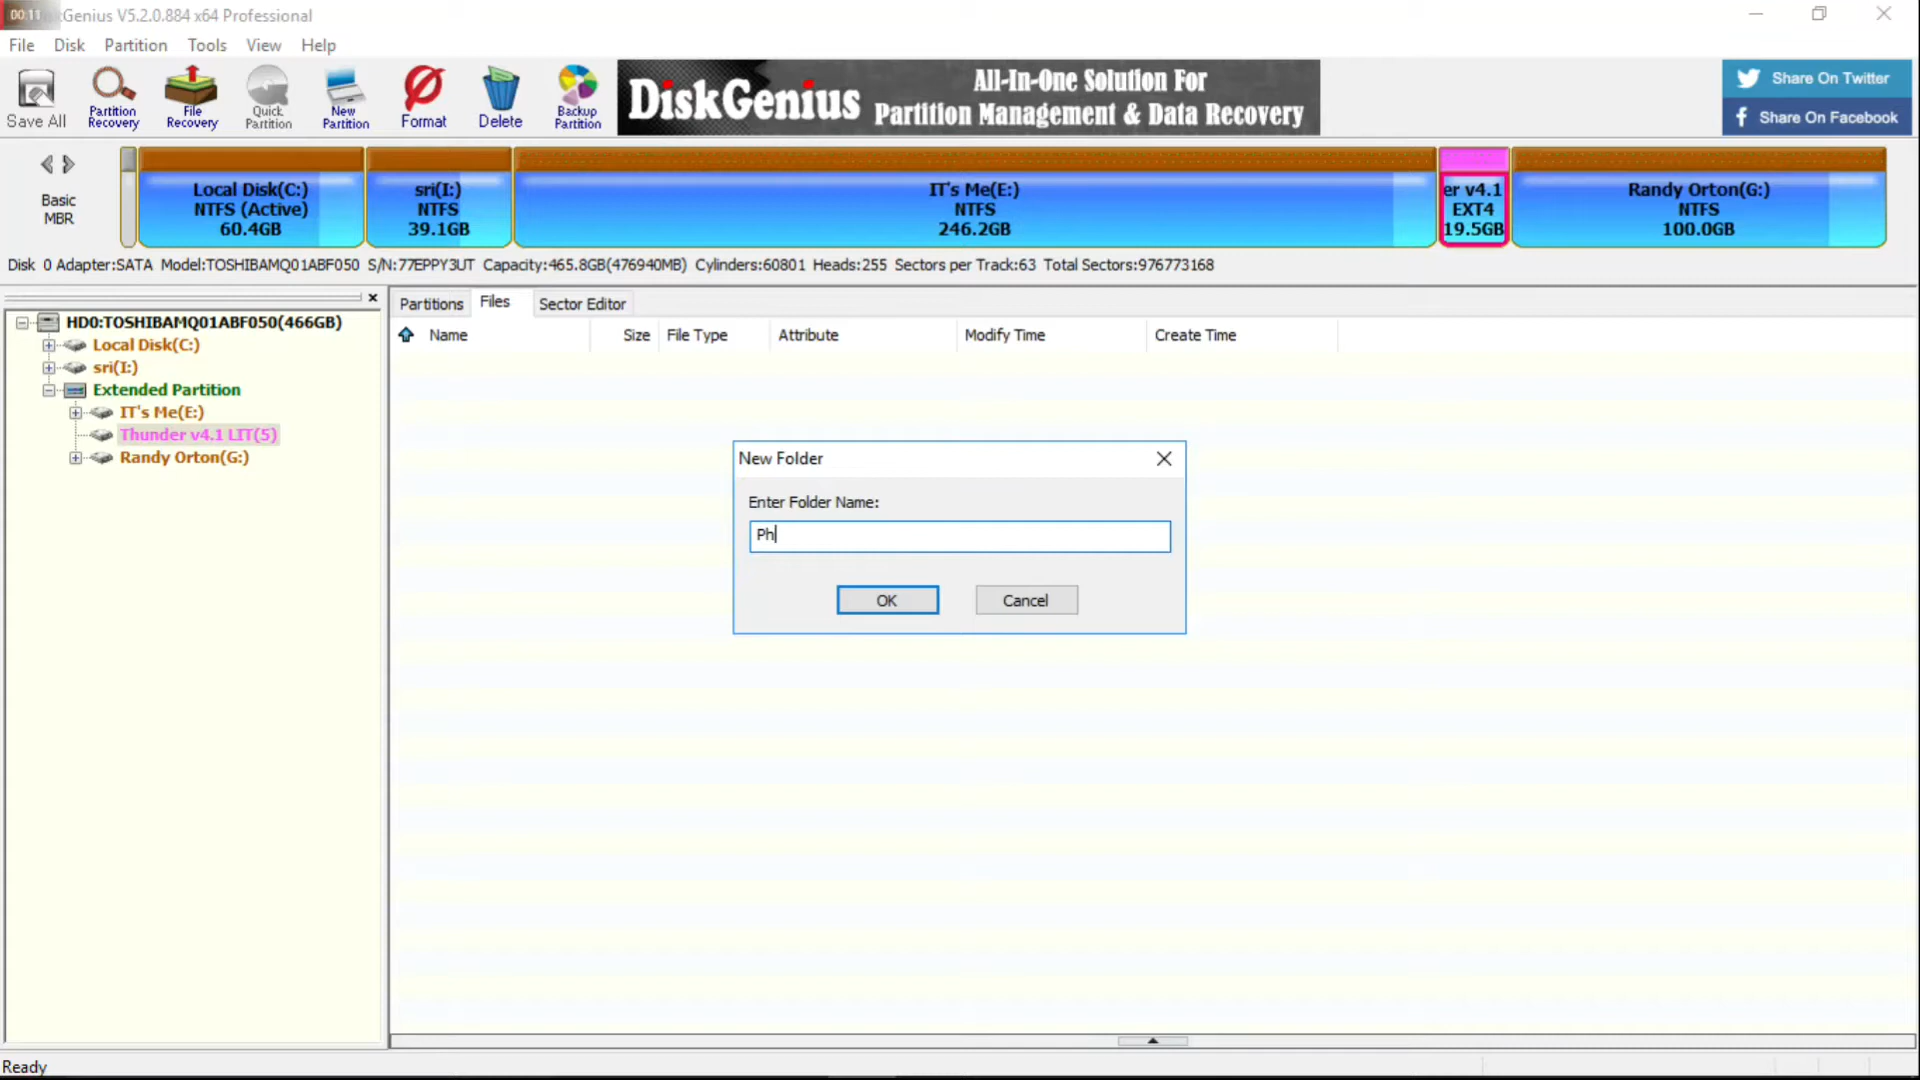 00:11 kGenius V5.2.0.884 x64 Professional
File Disk Partition Tools View Help
Save All
Partition Recovery
File Recovery
Quick Partition
New Partition
Format
Delete
Backup Partition
DiskGenius
All-In-One Solution For
Partition Management & Data Recovery
Share On Twitter
Share On Facebook
Basic
MBR
Local Disk(C:)
NTFS (Active)
60.4GB
sri(I:)
NTFS
39.1GB
IT's Me(E:)
NTFS
246.2GB
er v4.1
EXT4
19.5GB
Randy Orton(G:)
NTFS
100.0GB
Disk 0 Adapter:SATA Model:TOSHIBAMQ01ABF050 S/N:77EPPY3UT Capacity:465.8GB(476940MB) Cylinders:60801 Heads:255 Sectors per Track:63 Total Sectors:976773168
HD0:TOSHIBAMQ01ABF050(466GB)
Local Disk(C:)
sri(I:)
Extended Partition
IT's Me(E:)
Thunder v4.1 LIT(5)
Randy Orton(G:)
Partitions Files Sector Editor
Name Size File Type Attribute Modify Time Create Time
New Folder
Enter Folder Name:
Ph
OK Cancel
Ready